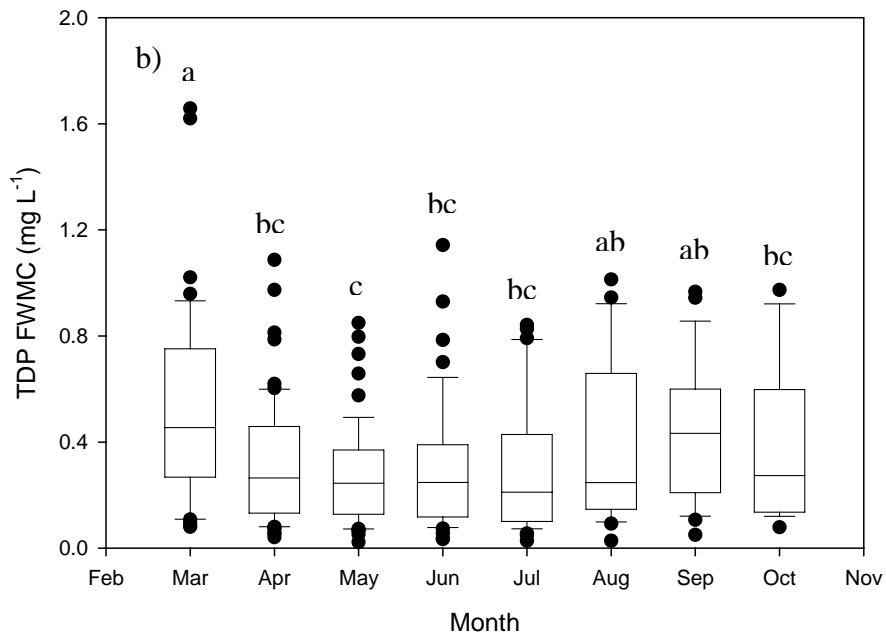 b)
a
bc
c
bc
bc
ab
ab
bc
TDP FWMC (mg L⁻¹)
2.0
1.6
1.2
0.8
0.4
0.0
Feb Mar Apr May Jun Jul Aug Sep Oct Nov
Month